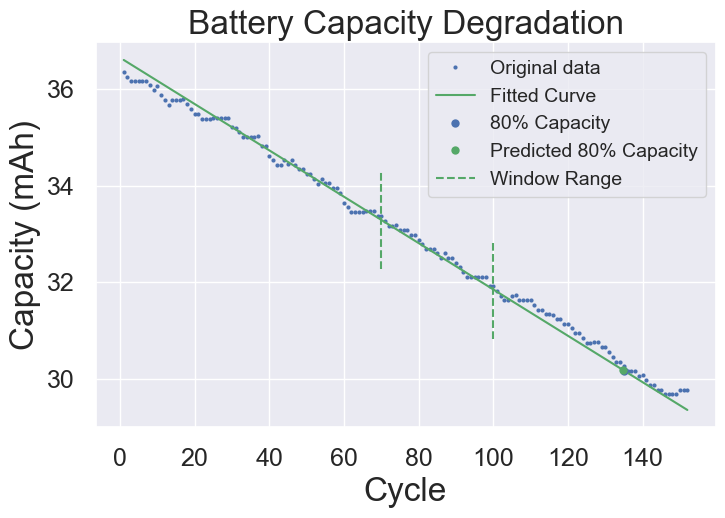 Battery Capacity Degradation
Original data
Fitted Curve
80% Capacity
Predicted 80% Capacity
Window Range
Capacity (mAh)
36
34
32
30
0 20 40 60 80 100 120 140
Cycle